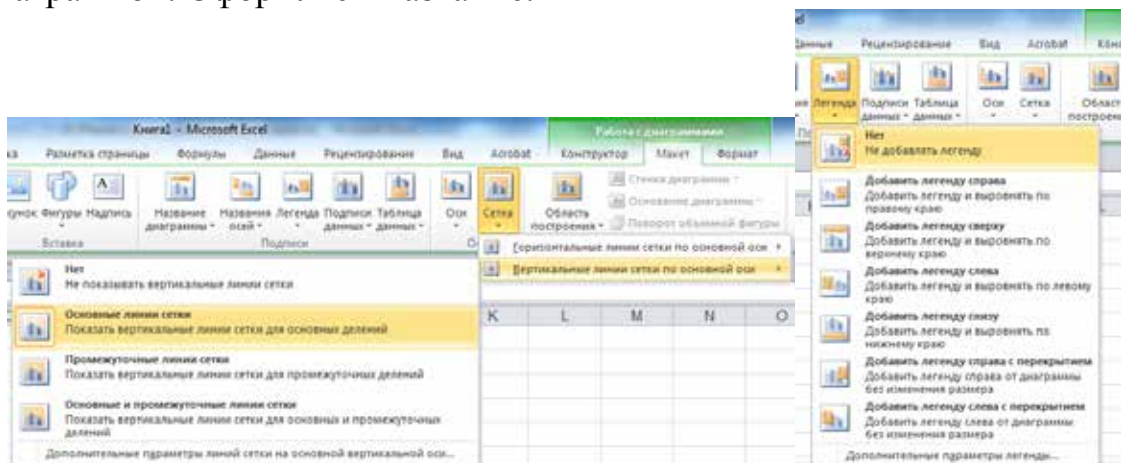 Книга1 - Microsoft Excel
Работа с диаграммами
Разметка страницы Формулы Данные Рецензирование Вид Acrobat Конструктор Макет Формат
Фигуры Надпись Название диаграммы Названия осей Легенда Подписи данных Таблица данных Оси Сетка Область построения
Стенка диаграммы
Основание диаграммы
Поворот объемной фигуры
Вставка Подписи
Горизонтальные линии сетки по основной оси
Вертикальные линии сетки по основной оси
Нет
Не показывать вертикальные линии сетки
Основные линии сетки
Показать вертикальные линии сетки для основных делений
Промежуточные линии сетки
Показать вертикальные линии сетки для промежуточных делений
Основные и промежуточные линии сетки
Показать вертикальные линии сетки для основных и промежуточных
делений
Дополнительные параметры линий сетки на основной вертикальной оси...
K L M N O
Данные Рецензирование Вид Acrobat
Легенда Подписи данных Таблица данных Оси Сетка
Нет
Не добавлять легенду
Добавить легенду справа
Добавить легенду и выровнять по
правому краю
Добавить легенду сверху
Добавить легенду и выровнять по
верхнему краю
Добавить легенду слева
Добавить легенду и выровнять по левому
краю
Добавить легенду снизу
Добавить легенду и выровнять по
нижнему краю
Добавить легенду справа с перекрытием
Добавить легенду справа от диаграммы
без изменения размера
Добавить легенду слева с перекрытием
Добавить легенду слева от диаграммы
без изменения размера
Дополнительные параметры легенды...